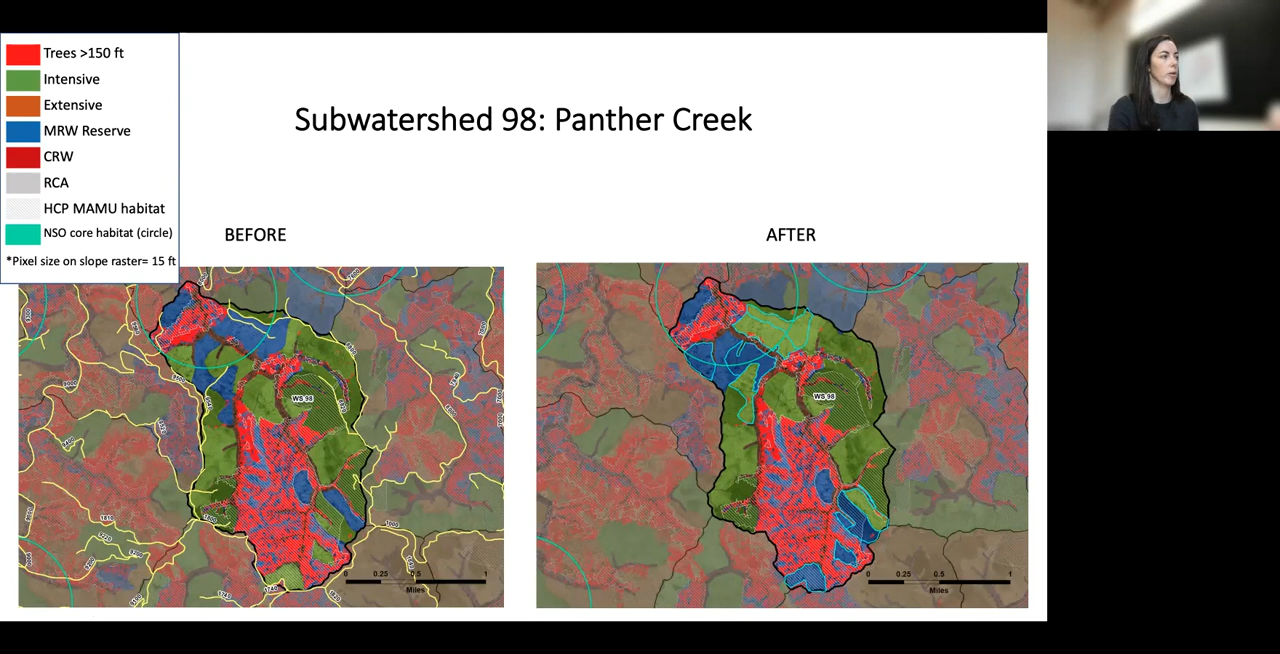 Trees >150 ft
Intensive
Extensive
MRW Reserve
CRW
RCA
HCP MAMU habitat
NSO core habitat (circle)
*Pixel size on slope raster= 15 ft
Subwatershed 98: Panther Creek
BEFORE
AFTER
WS 98
WS 98
0 0.25 0.5 1
Miles
0 0.25 0.5 1
Miles